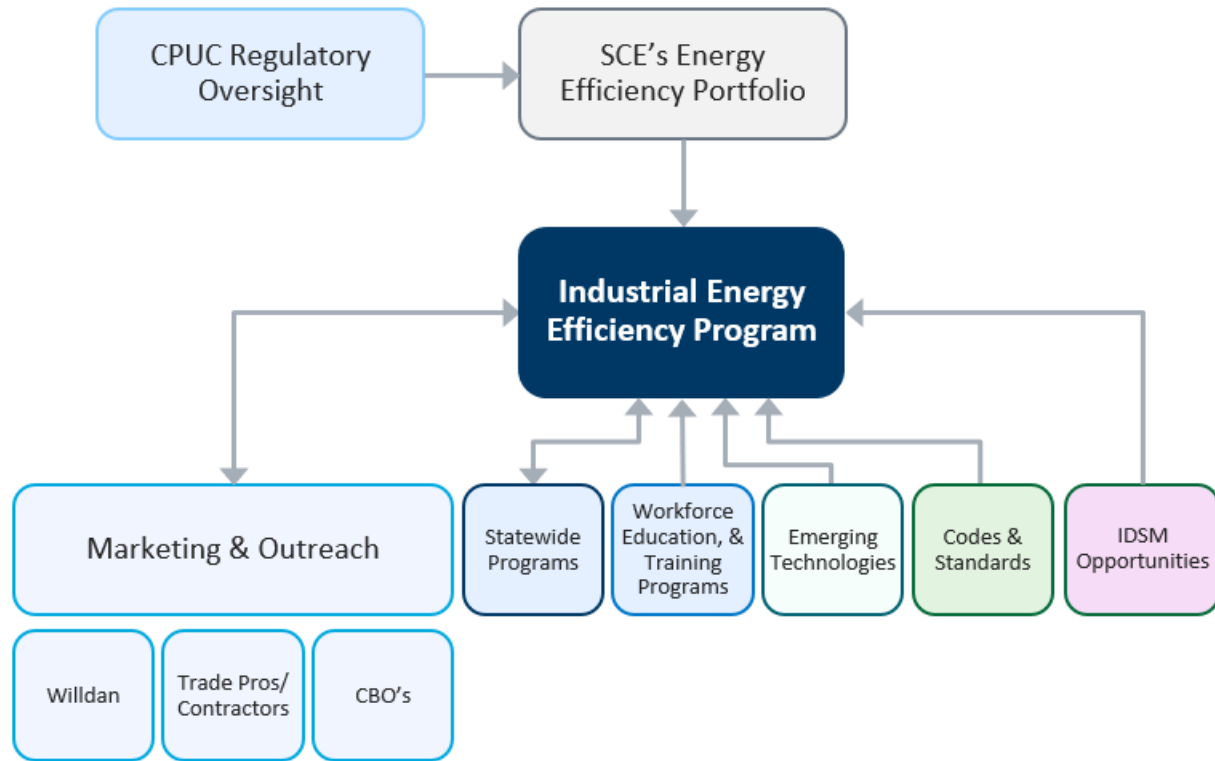 CPUC Regulatory
Oversight
SCE’s Energy
Efficiency Portfolio
Industrial Energy
Efficiency Program
Marketing & Outreach
Statewide
Programs
Workforce
Education, &
Training
Programs
Emerging
Technologies
Codes &
Standards
IDSM
Opportunities
Willdan
Trade Pros/
Contractors
CBO’s